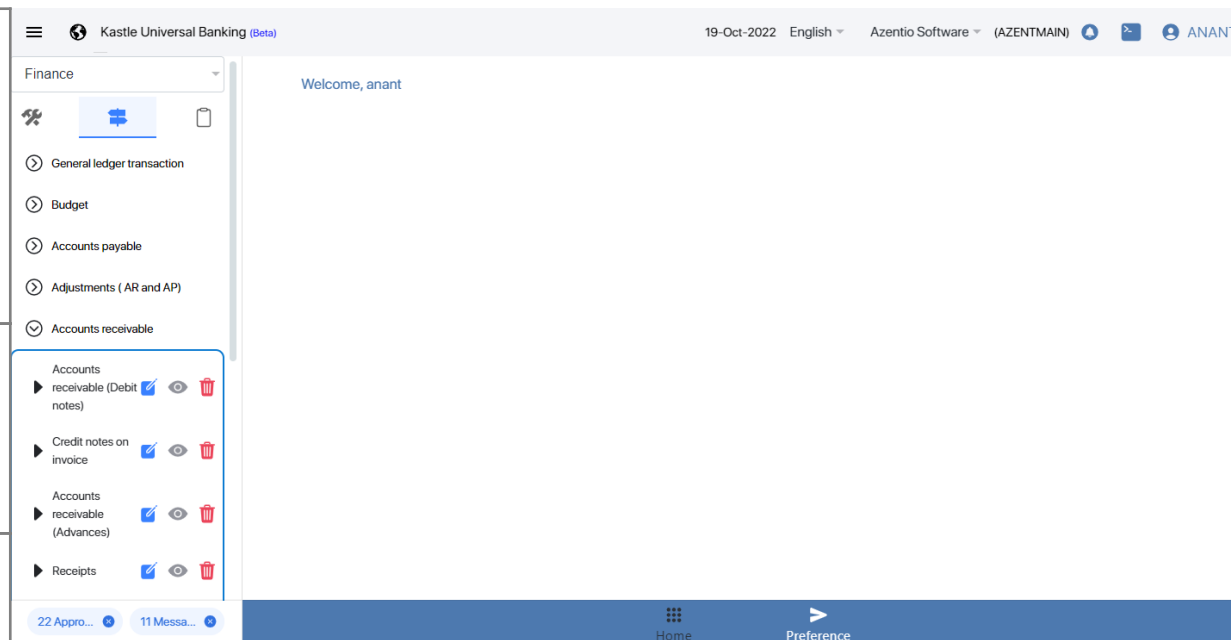 Kastle Universal Banking (Beta)
19-Oct-2022 English Azentio Software (AZENTMAIN) ANANT
Finance
Welcome, anant
General ledger transaction
Budget
Accounts payable
Adjustments ( AR and AP)
Accounts receivable
Accounts
receivable (Debit
notes)
Credit notes on
invoice
Accounts
receivable
(Advances)
Receipts
22 Appro...
11 Messa...
Home
Preference